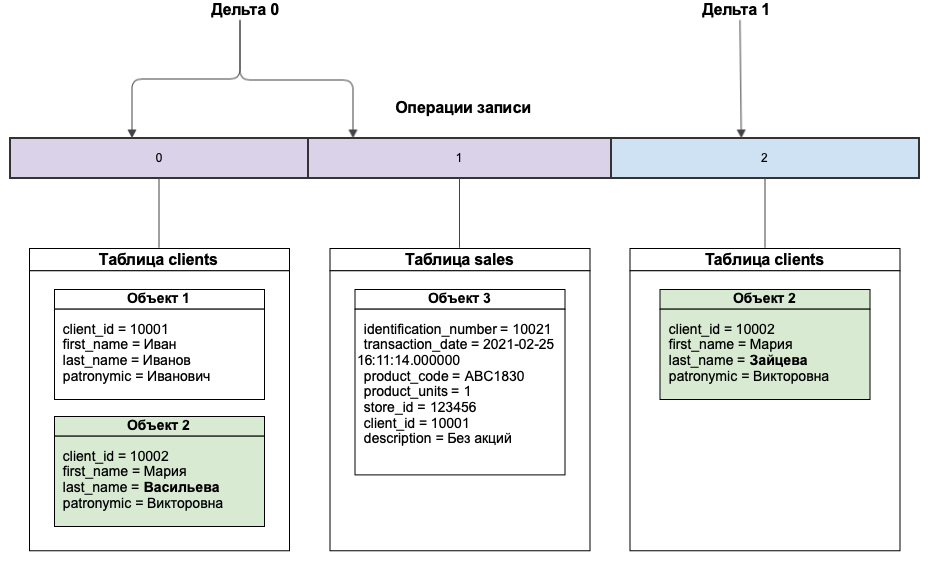 Дельта 0
Дельта 1
Операции записи
0
1
2
Таблица clients
Объект 1
client_id = 10001
first_name = Иван
last_name = Иванов
patronymic = Иванович
Объект 2
client_id = 10002
first_name = Мария
last_name = Васильева
patronymic = Викторовна
Таблица sales
Объект 3
identification_number = 10021
transaction_date = 2021-02-25
16:11:14.000000
product_code = ABC1830
product_units = 1
store_id = 123456
client_id = 10001
description = Без акций
Таблица clients
Объект 2
client_id = 10002
first_name = Мария
last_name = Зайцева
patronymic = Викторовна